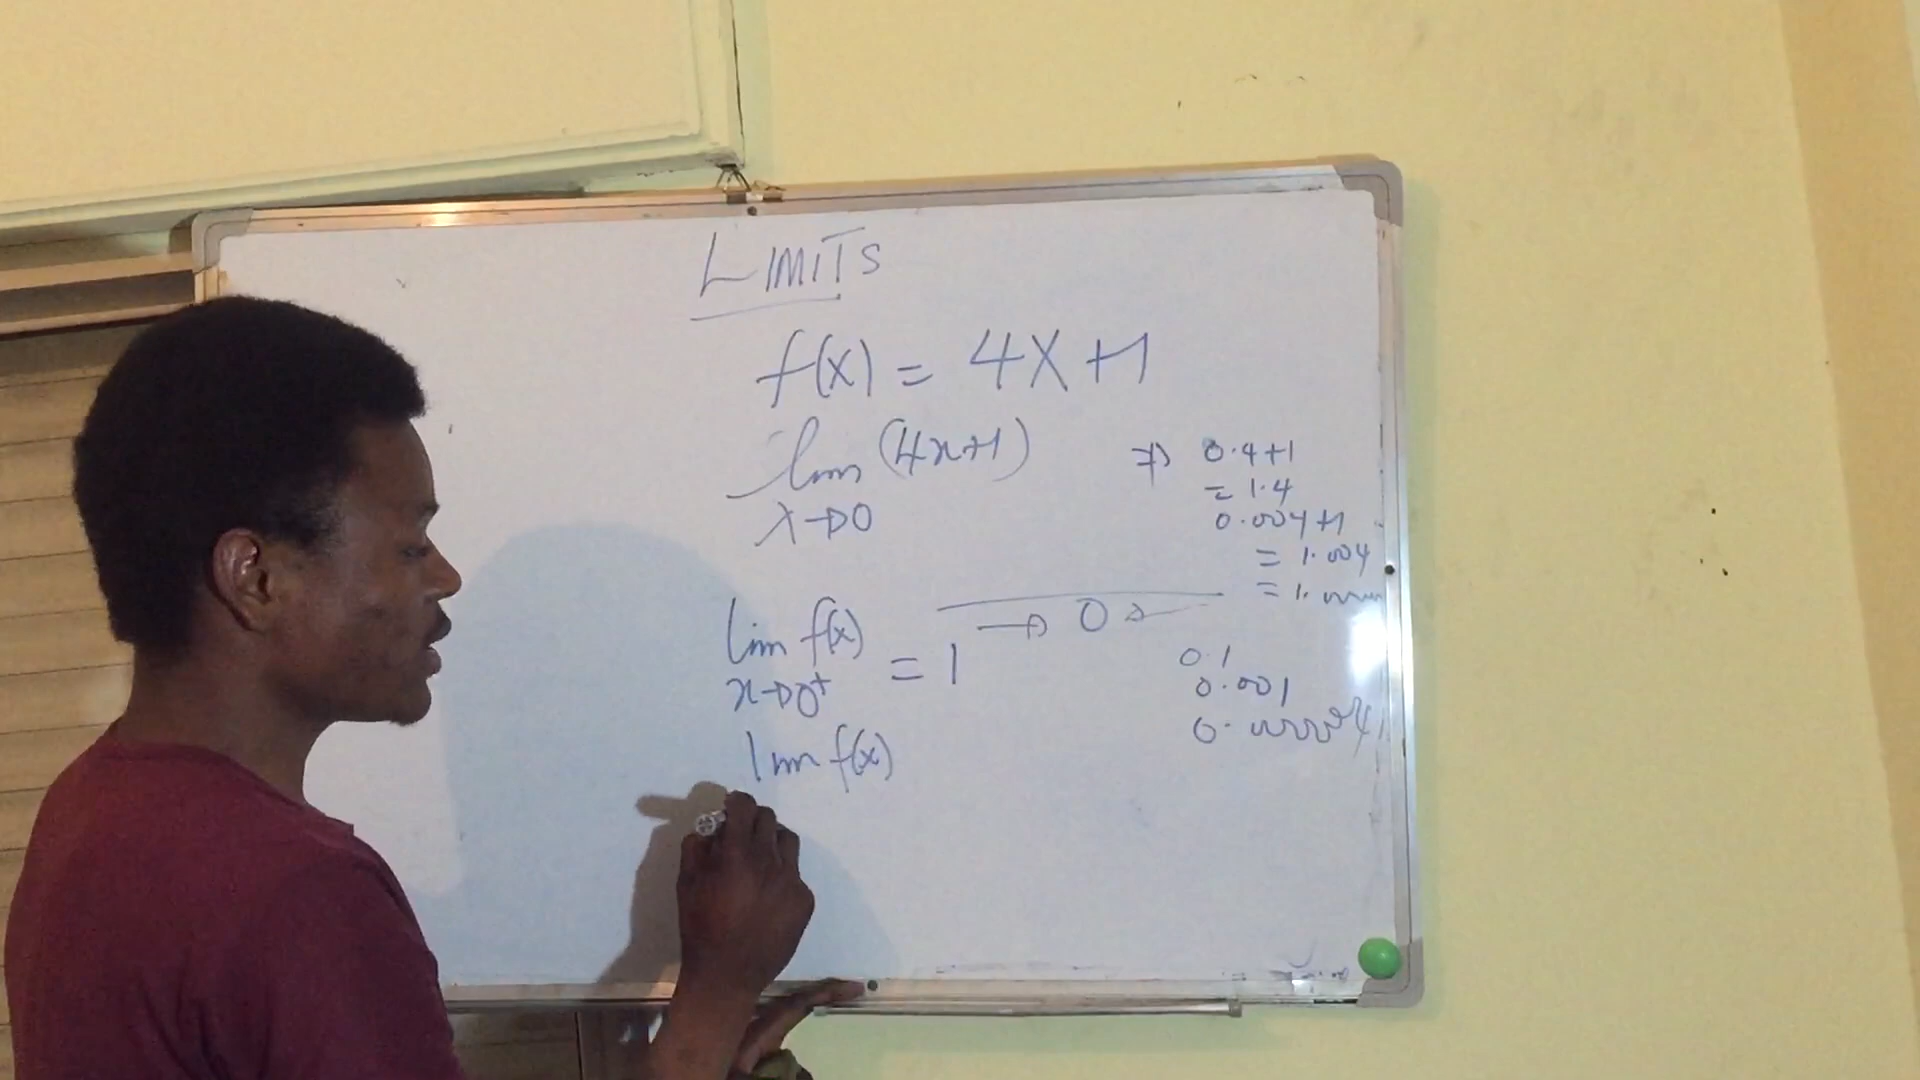 LIMITS
f(x) = 4x+1
lim (4x+1)
x→0
⇒ 0.4+1
= 1.4
0.004+1
= 1.004
→ 0 ←
lim f(x) = 1
x→0+
0.1
0.001
lim f(x)